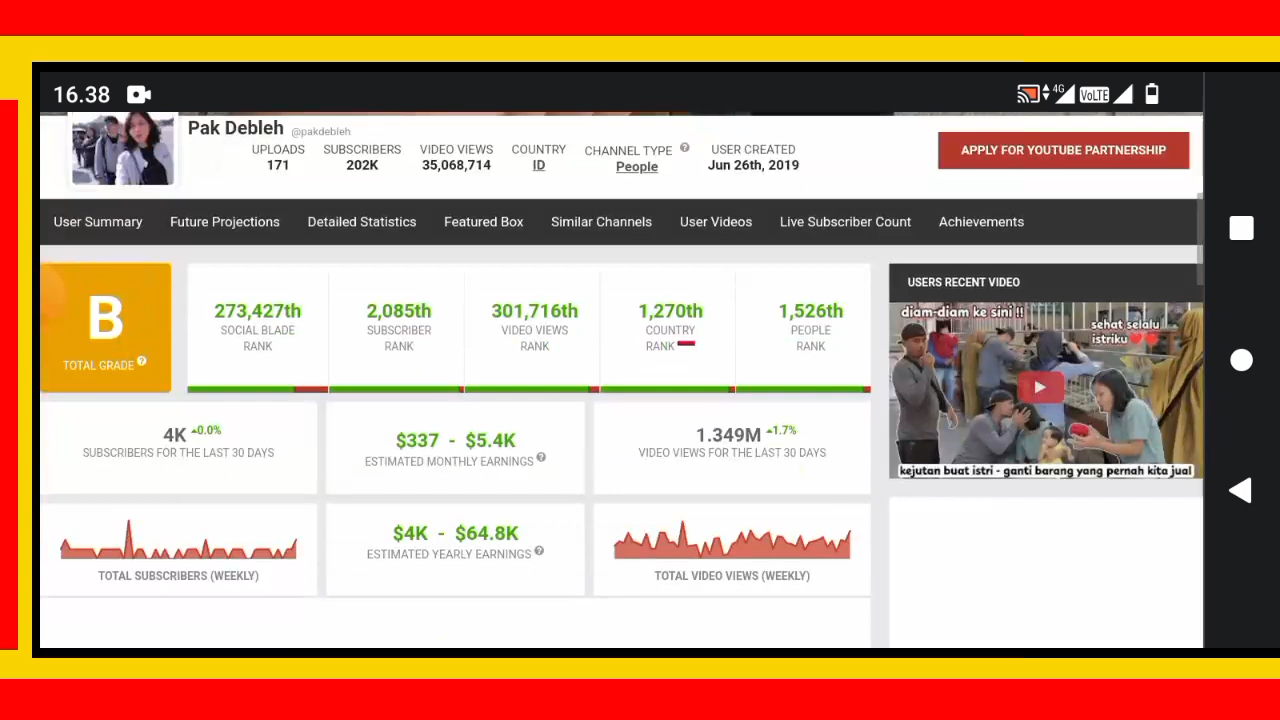 16.38
4G
VoLTE
Pak Debleh @pakdebleh
UPLOADS
171
SUBSCRIBERS
202K
VIDEO VIEWS
35,068,714
COUNTRY
ID
CHANNEL TYPE ?
People
USER CREATED
Jun 26th, 2019
APPLY FOR YOUTUBE PARTNERSHIP
User Summary
Future Projections
Detailed Statistics
Featured Box
Similar Channels
User Videos
Live Subscriber Count
Achievements
B
TOTAL GRADE ?
273,427th
SOCIAL BLADE
RANK
2,085th
SUBSCRIBER
RANK
301,716th
VIDEO VIEWS
RANK
1,270th
COUNTRY
RANK
1,526th
PEOPLE
RANK
USERS RECENT VIDEO
diam-diam ke sini !!
sehat selalu
istriku
kejutan buat istri - ganti barang yang pernah kita jual
4K 0.0%
SUBSCRIBERS FOR THE LAST 30 DAYS
$337 - $5.4K
ESTIMATED MONTHLY EARNINGS ?
1.349M 1.7%
VIDEO VIEWS FOR THE LAST 30 DAYS
TOTAL SUBSCRIBERS (WEEKLY)
$4K - $64.8K
ESTIMATED YEARLY EARNINGS ?
TOTAL VIDEO VIEWS (WEEKLY)